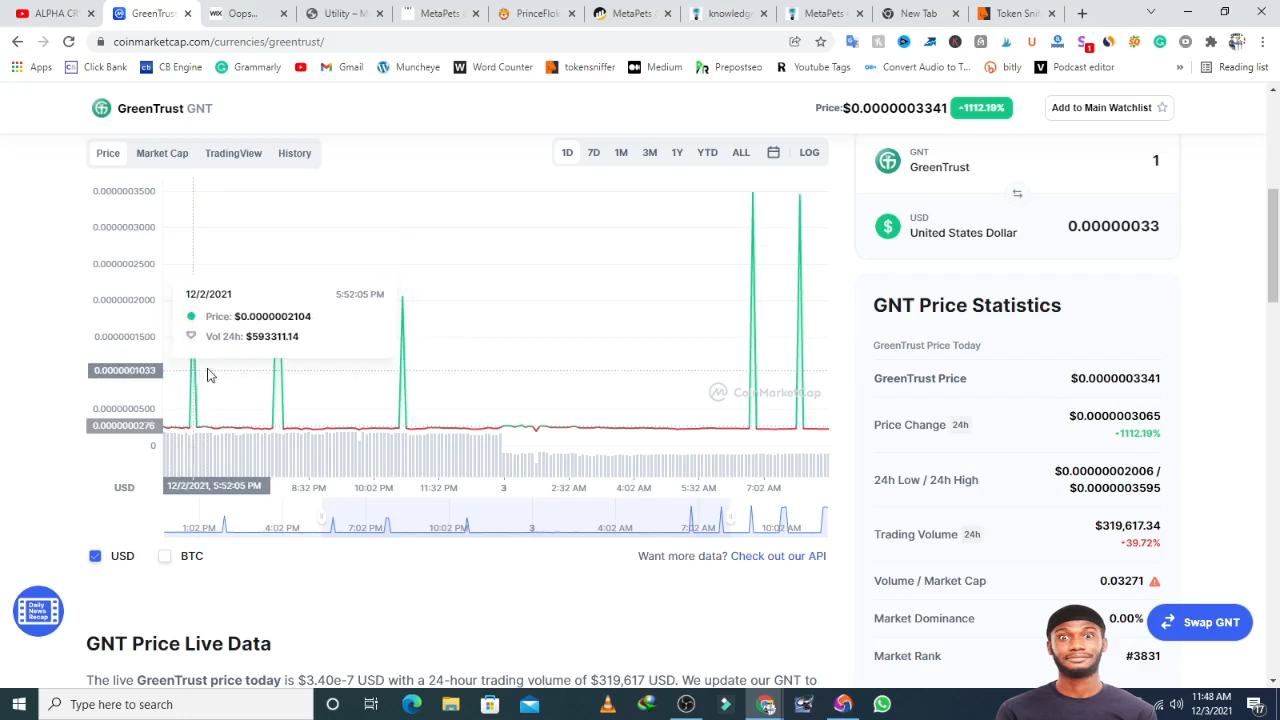 ALPHA CR
GreenTrust
WIX
Oops...
Utility – M
MetaPets
PriceFlok
MetaPets
Knowledg
MetaPets
New Tab
Token Snif
coinmarketcap.com/currencies/greentrust/
Apps
Click Bank
CB Engine
Grammarly
Gmail
Muncheye
Word Counter
tokensniffer
Medium
Prepostseo
Youtube Tags
Convert Audio to T...
bitly
Podcast editor
»
Reading list
GreenTrust GNT
Price:$0.0000003341
1112.19%
Add to Main Watchlist
Price
Market Cap
TradingView
History
1D
7D
1M
3M
1Y
YTD
ALL
LOG
GNT
GreenTrust
1
USD
United States Dollar
0.00000033
0.0000003500
0.0000003000
0.0000002500
0.0000002000
0.0000001500
0.0000001033
0.0000000500
0.0000000276
0
12/2/2021
5:52:05 PM
Price: $0.0000002104
Vol 24h: $593311.14
CoinMarketCap
USD
12/2/2021, 5:52:05 PM
8:32 PM
10:02 PM
11:32 PM
3
2:32 AM
4:02 AM
5:32 AM
7:02 AM
1:02 PM
4:02 PM
7:02 PM
10:02 PM
3
4:02 AM
7:02 AM
10:02 AM
USD
BTC
Want more data? Check out our API
GNT Price Statistics
GreenTrust Price Today
GreenTrust Price
$0.0000003341
Price Change 24h
$0.0000003065
1112.19%
24h Low / 24h High
$0.00000002006 /
$0.0000003595
Trading Volume 24h
$319,617.34
39.72%
Volume / Market Cap
0.03271
Market Dominance
0.00%
Market Rank
#3831
Swap GNT
Daily
News
Recap
GNT Price Live Data
The live GreenTrust price today is $3.40e-7 USD with a 24-hour trading volume of $319,617 USD. We update our GNT to
Type here to search
11:48 AM
12/3/2021